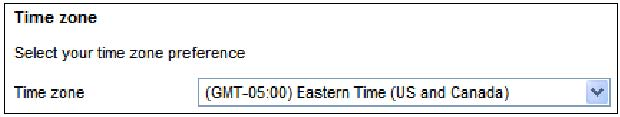 Time zone
Select your time zone preference
Time zone (GMT-05:00) Eastern Time (US and Canada)